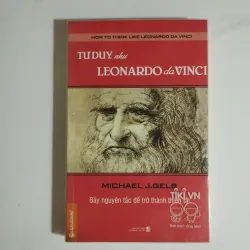 HOW TO THINK LIKE LEONARDO DA VINCI
TƯ DUY như
LEONARDO da VINCI
MICHAEL J.GELB
Bảy nguyên tắc để trở thành thiên tài
TIKI.VN